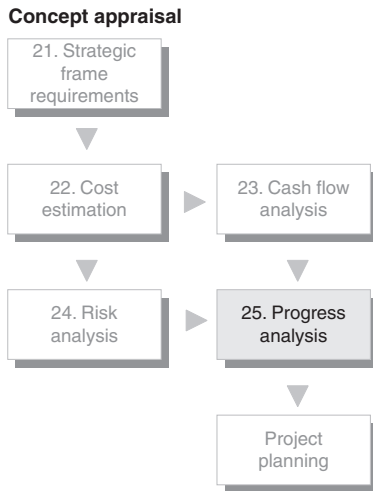 Concept appraisal
21. Strategic
frame
requirements
22. Cost
estimation
23. Cash flow
analysis
24. Risk
analysis
25. Progress
analysis
Project
planning